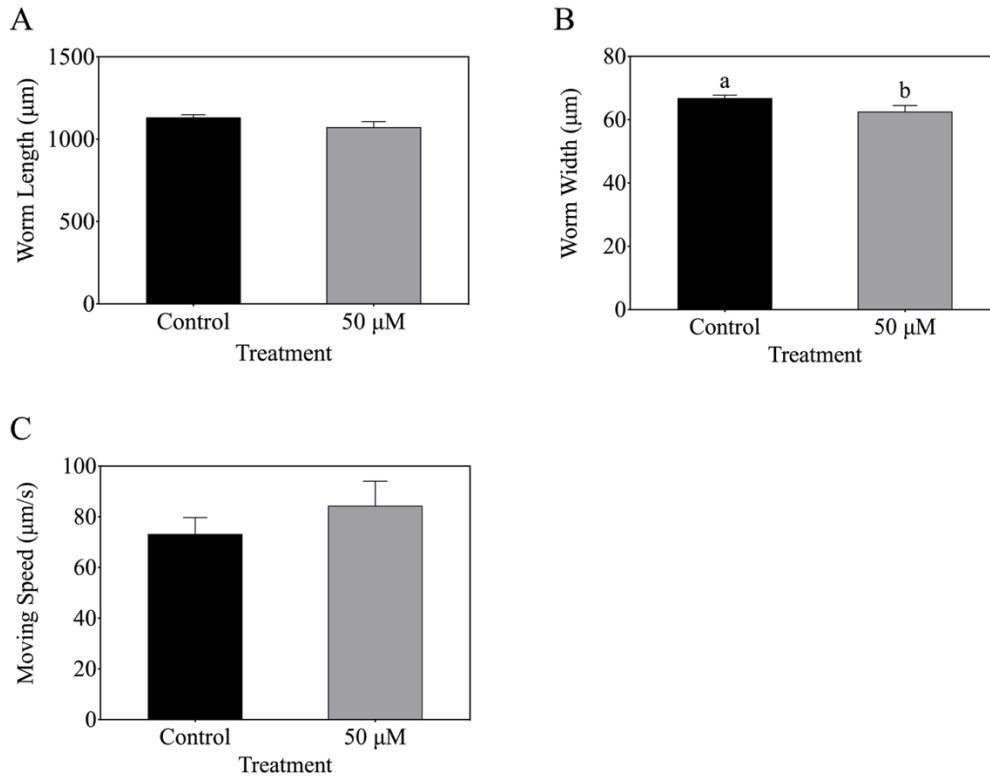 A
Worm Length (µm)
1500
1000
500
0
Control
50 µM
Treatment
B
Worm Width (µm)
80
60
40
20
0
a
b
Control
50 µM
Treatment
C
Moving Speed (µm/s)
100
80
60
40
20
0
Control
50 µM
Treatment